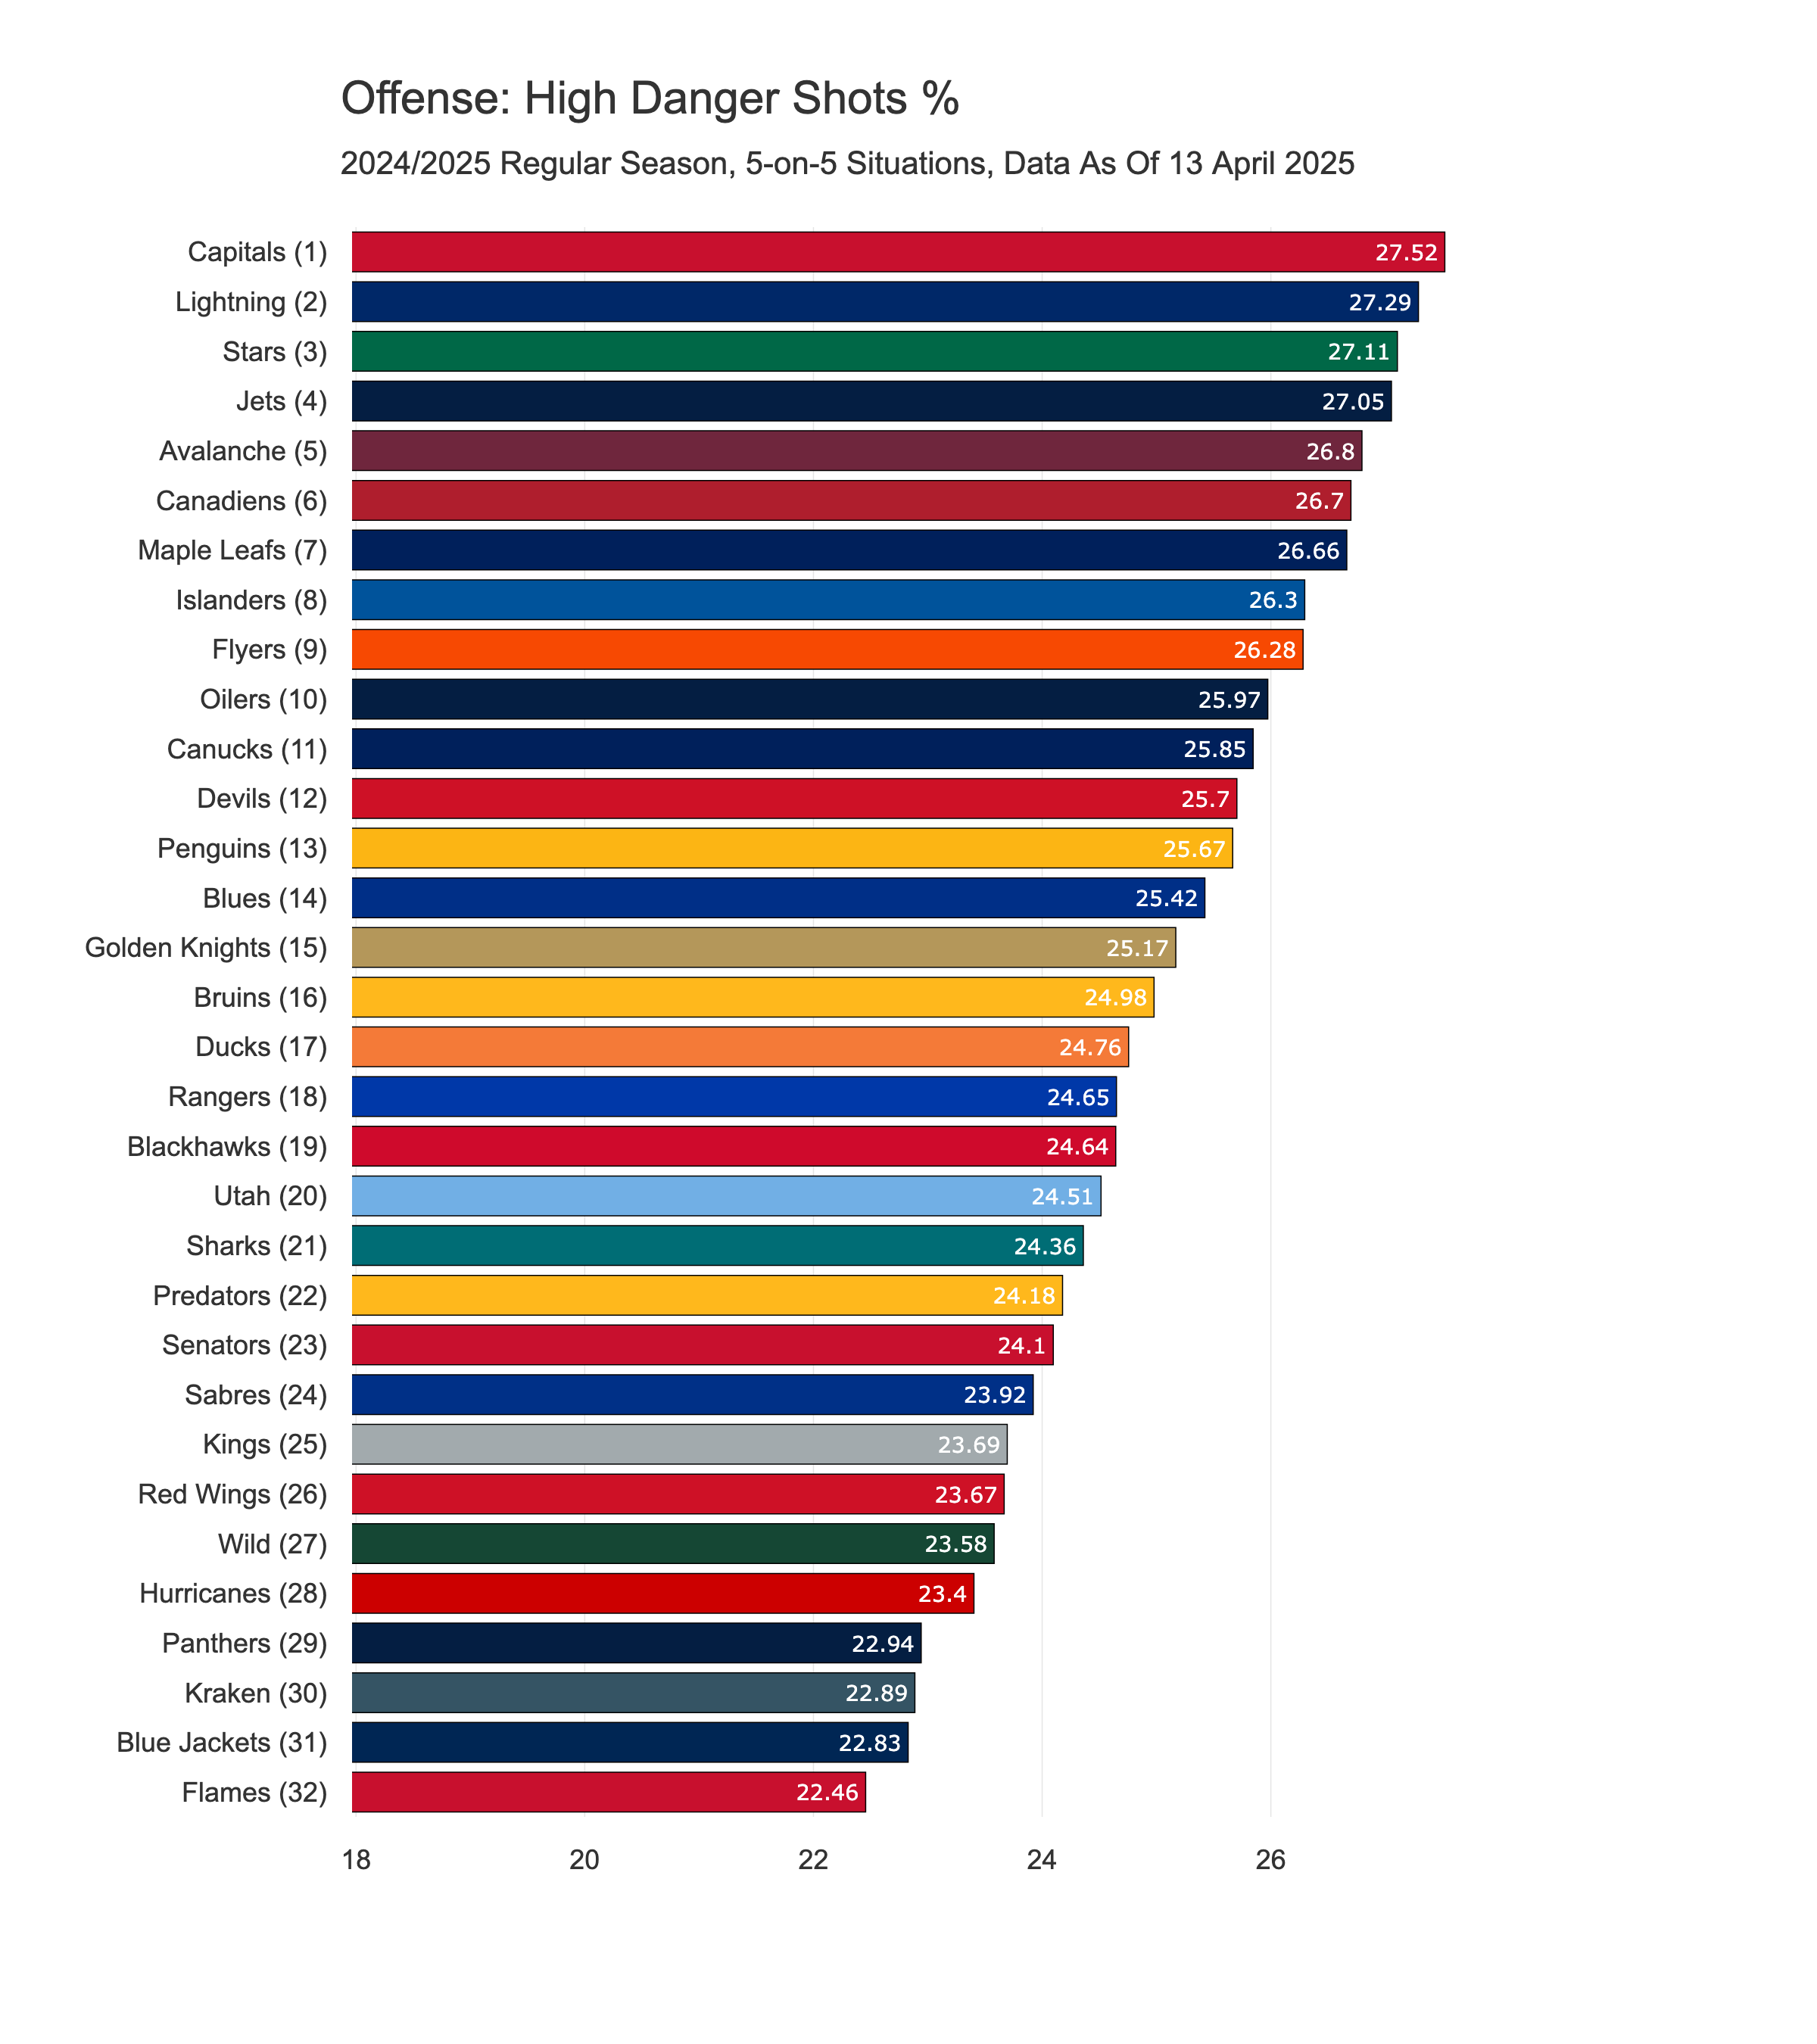 Offense: High Danger Shots %
2024/2025 Regular Season, 5-on-5 Situations, Data As Of 13 April 2025
Capitals (1) 27.52
Lightning (2) 27.29
Stars (3) 27.11
Jets (4) 27.05
Avalanche (5) 26.8
Canadiens (6) 26.7
Maple Leafs (7) 26.66
Islanders (8) 26.3
Flyers (9) 26.28
Oilers (10) 25.97
Canucks (11) 25.85
Devils (12) 25.7
Penguins (13) 25.67
Blues (14) 25.42
Golden Knights (15) 25.17
Bruins (16) 24.98
Ducks (17) 24.76
Rangers (18) 24.65
Blackhawks (19) 24.64
Utah (20) 24.51
Sharks (21) 24.36
Predators (22) 24.18
Senators (23) 24.1
Sabres (24) 23.92
Kings (25) 23.69
Red Wings (26) 23.67
Wild (27) 23.58
Hurricanes (28) 23.4
Panthers (29) 22.94
Kraken (30) 22.89
Blue Jackets (31) 22.83
Flames (32) 22.46
18 20 22 24 26